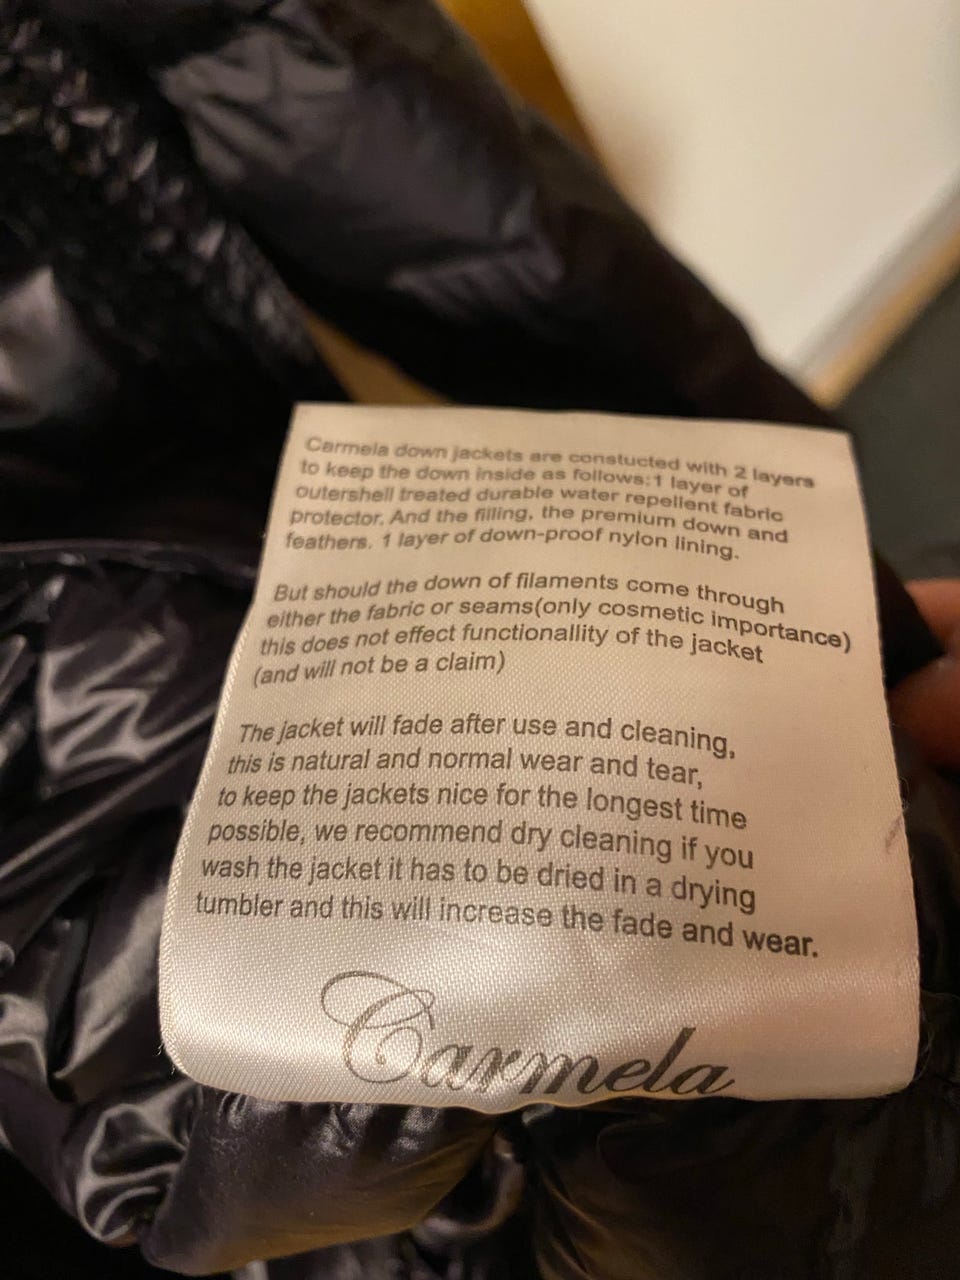 Carmela down jackets are constucted with 2 layers
to keep the down inside as follows:1 layer of
outershell treated durable water repellent fabric
protector. And the filling, the premium down and
feathers. 1 layer of down-proof nylon lining.
But should the down of filaments come through
either the fabric or seams(only cosmetic importance)
this does not effect functionallity of the jacket
(and will not be a claim)
The jacket will fade after use and cleaning,
this is natural and normal wear and tear,
to keep the jackets nice for the longest time
possible, we recommend dry cleaning if you
wash the jacket it has to be dried in a drying
tumbler and this will increase the fade and wear.
Carmela